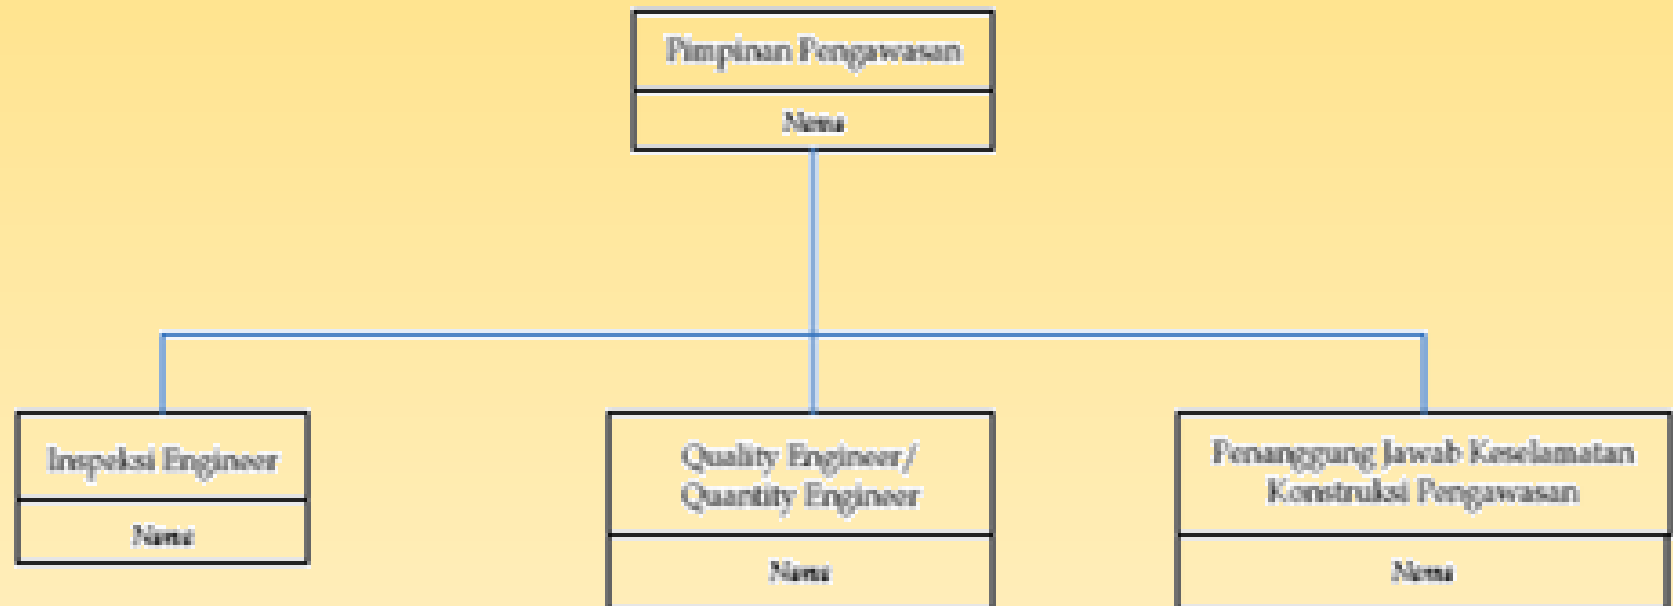 Pimpinan Pengawasan
Nama
Inspeksi Engineer
Nama
Quality Engineer/
Quantity Engineer
Nama
Penanggung Jawab Keselamatan
Konstruksi Pengawasan
Nama